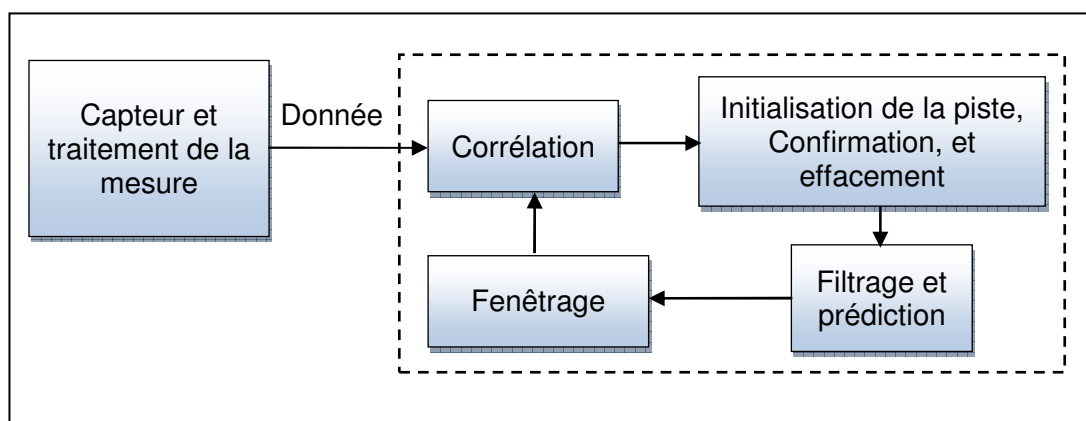 Capteur et
traitement de la
mesure
Donnée
Corrélation
Initialisation de la piste,
Confirmation, et
effacement
Fenêtrage
Filtrage et
prédiction